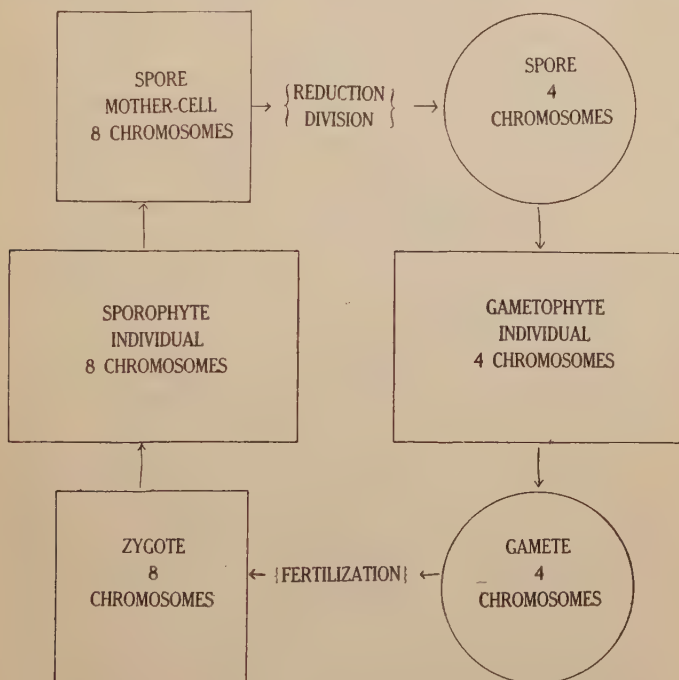 SPORE
MOTHER-CELL
8 CHROMOSOMES
REDUCTION
DIVISION
SPORE
4
CHROMOSOMES
SPOROPHYTE
INDIVIDUAL
8 CHROMOSOMES
GAMETOPHYTE
INDIVIDUAL
4 CHROMOSOMES
ZYGOTE
8
CHROMOSOMES
{FERTILIZATION}
GAMETE
4
CHROMOSOMES